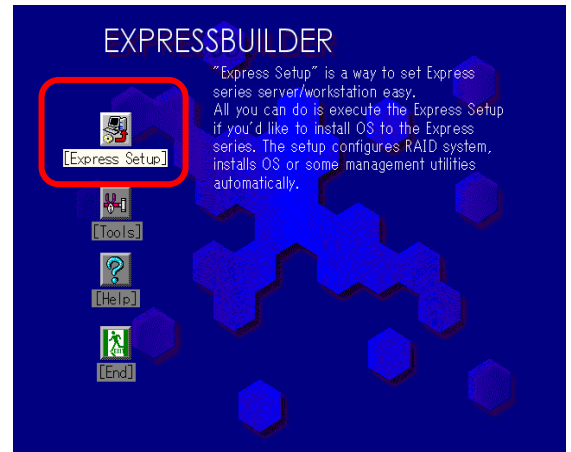 EXPRESSBUILDER
"Express Setup" is a way to set Express
series server/workstation easy.
All you can do is execute the Express Setup
if you'd like to install OS to the Express
series. The setup configures RAID system,
installs OS or some management utilities
automatically.
[Express Setup]
[Tools]
[Help]
[End]